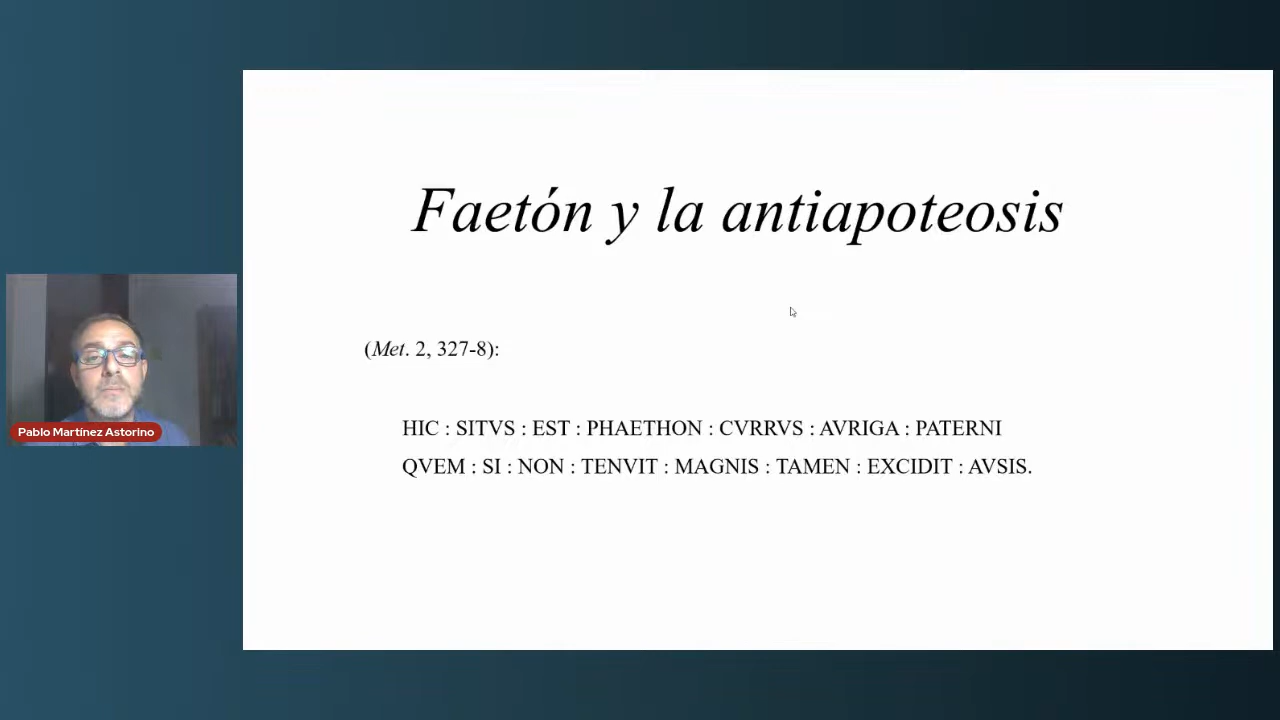 Faetón y la antiapoteosis
(Met. 2, 327-8):
HIC : SITVS : EST : PHAETHON : CVRRVS : AVRIGA : PATERNI
QVEM : SI : NON : TENVIT : MAGNIS : TAMEN : EXCIDIT : AVSIS.
Pablo Martínez Astorino